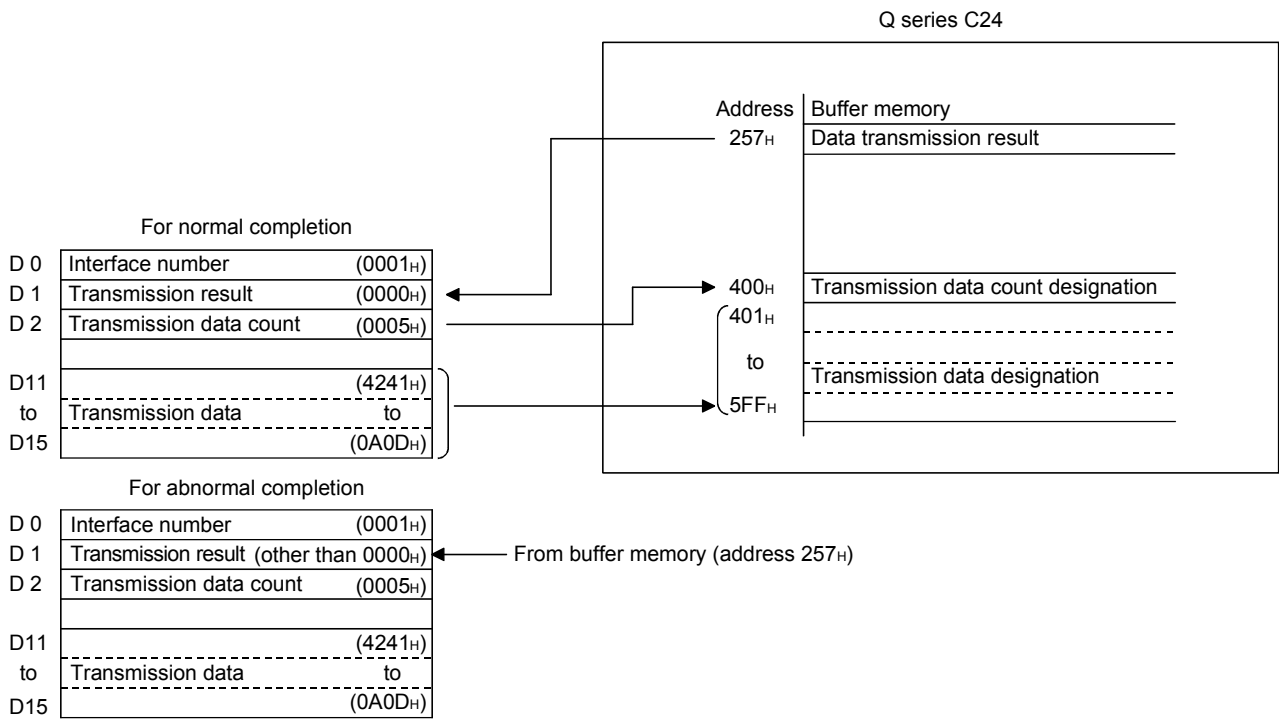 Q series C24
Address Buffer memory
257H Data transmission result
For normal completion
D 0 Interface number (0001H)
D 1 Transmission result (0000H)
400H Transmission data count designation
D 2 Transmission data count (0005H)
401H
to
Transmission data designation
D11 (4241H)
5FFH
to Transmission data to
D15 (0A0DH)
For abnormal completion
D 0 Interface number (0001H)
D 1 Transmission result (other than 0000H) From buffer memory (address 257H)
D 2 Transmission data count (0005H)
D11 (4241H)
to Transmission data to
D15 (0A0DH)